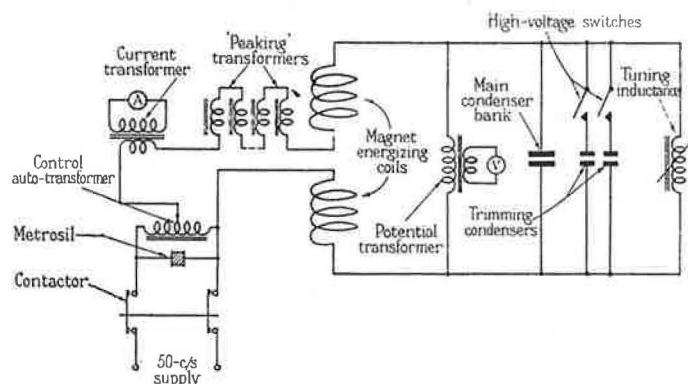 High-voltage switches
'Peaking'
transformers
Current
transformer
A
Main
condenser
bank
Tuning
inductance
Magnet
energizing
coils
Control
auto-transformer
V
Potential
transformer
Trimming
condensers
Metrosil
Contactor
50-c/s
supply